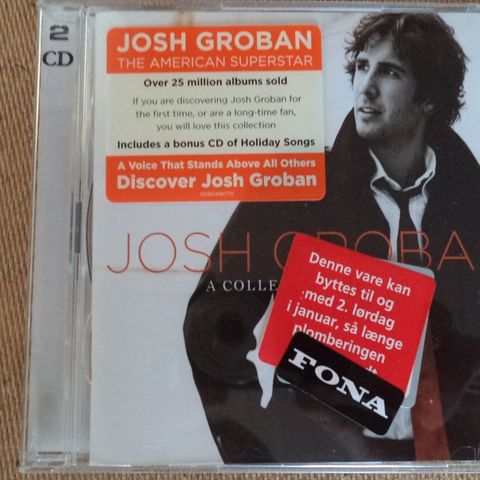 2
CD
JOSH GROBAN
THE AMERICAN SUPERSTAR
Over 25 million albums sold
If you are discovering Josh Groban for
the first time, or are a long-time fan,
you will love this collection
Includes a bonus CD of Holiday Songs
A Voice That Stands Above All Others
Discover Josh Groban
JOSH GROBA
A COLLE
Denne vare kan
byttes til og
med 2. lørdag
i januar, så længe
plomberingen
FONA